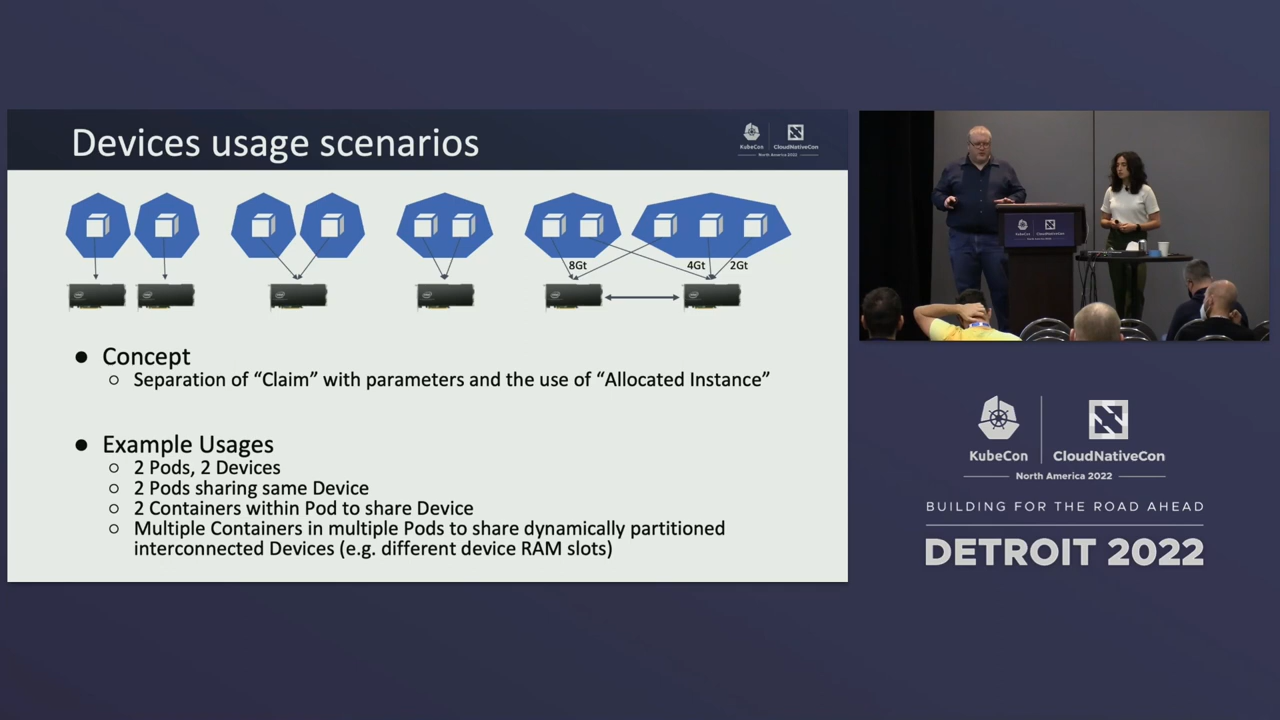 Devices usage scenarios
KubeCon
CloudNativeCon
North America 2022
8Gt
4Gt
2Gt
● Concept
○ Separation of “Claim” with parameters and the use of “Allocated Instance”
● Example Usages
○ 2 Pods, 2 Devices
○ 2 Pods sharing same Device
○ 2 Containers within Pod to share Device
○ Multiple Containers in multiple Pods to share dynamically partitioned
interconnected Devices (e.g. different device RAM slots)
KubeCon
CloudNativeCon
North America 2022
BUILDING FOR THE ROAD AHEAD
DETROIT 2022